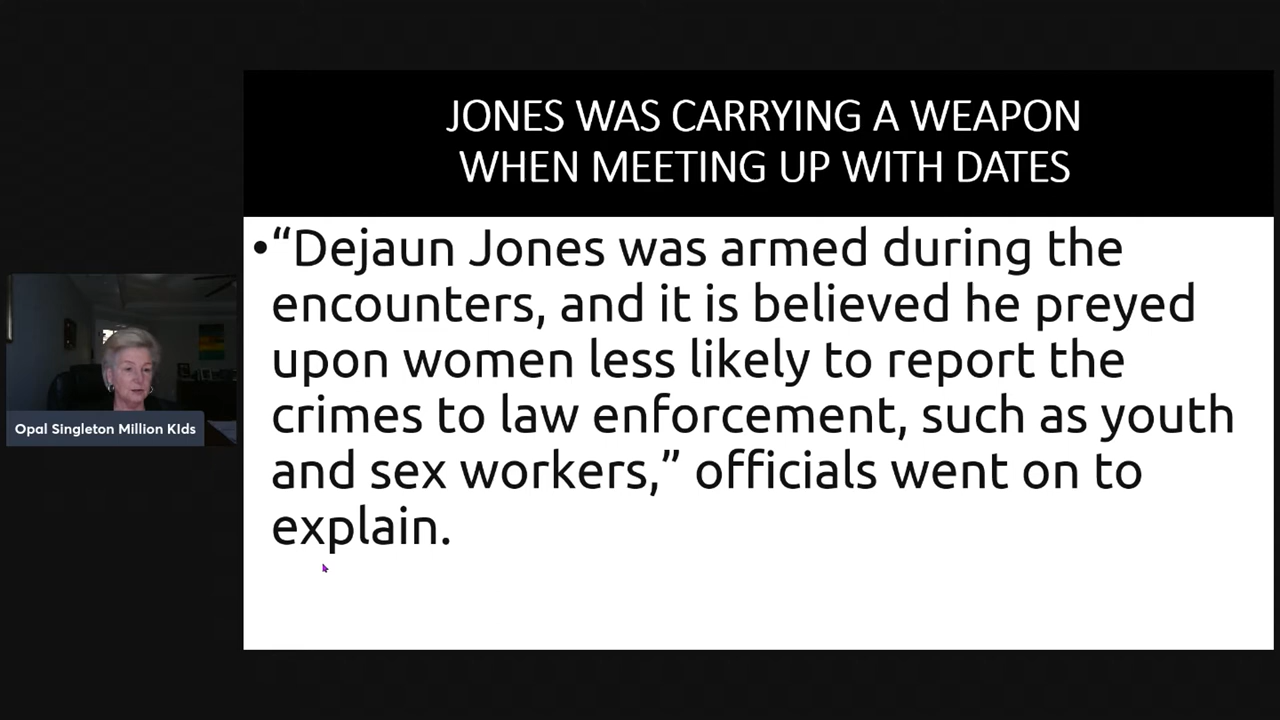 JONES WAS CARRYING A WEAPON
WHEN MEETING UP WITH DATES
•“Dejaun Jones was armed during the
encounters, and it is believed he preyed
upon women less likely to report the
crimes to law enforcement, such as youth
and sex workers,” officials went on to
explain.
Opal Singleton Million KIds